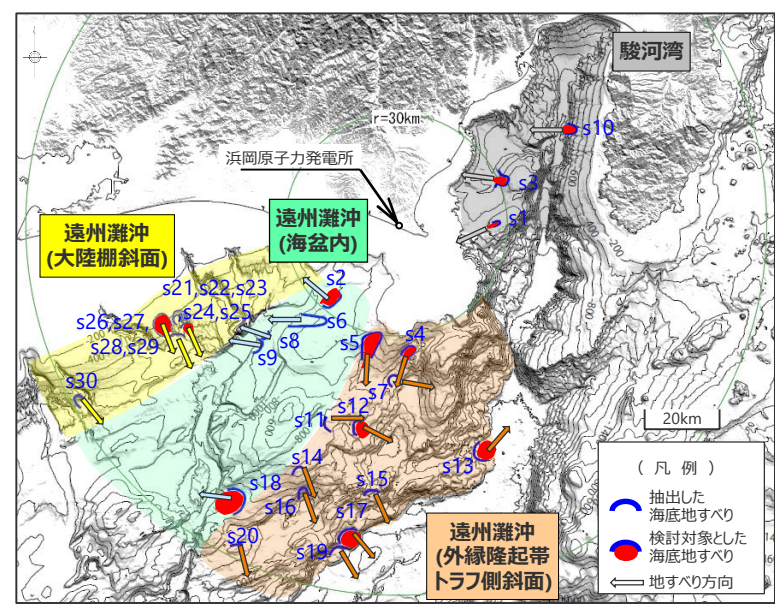 駿河湾
r=30km
s10
浜岡原子力発電所
s3
s1
遠州灘沖
(大陸棚斜面)
遠州灘沖
(海盆内)
s2
s21,s22,s23
s24,s25
s26,s27,
s28,s29
s6
s8
s9
s5
s4
s7
s30
s12
s11
s13
s14
s15
s16
s17
s18
s19
s20
20km
遠州灘沖
(外縁隆起帯
トラフ側斜面)
(凡例)
抽出した
海底地すべり
検討対象とした
海底地すべり
地すべり方向